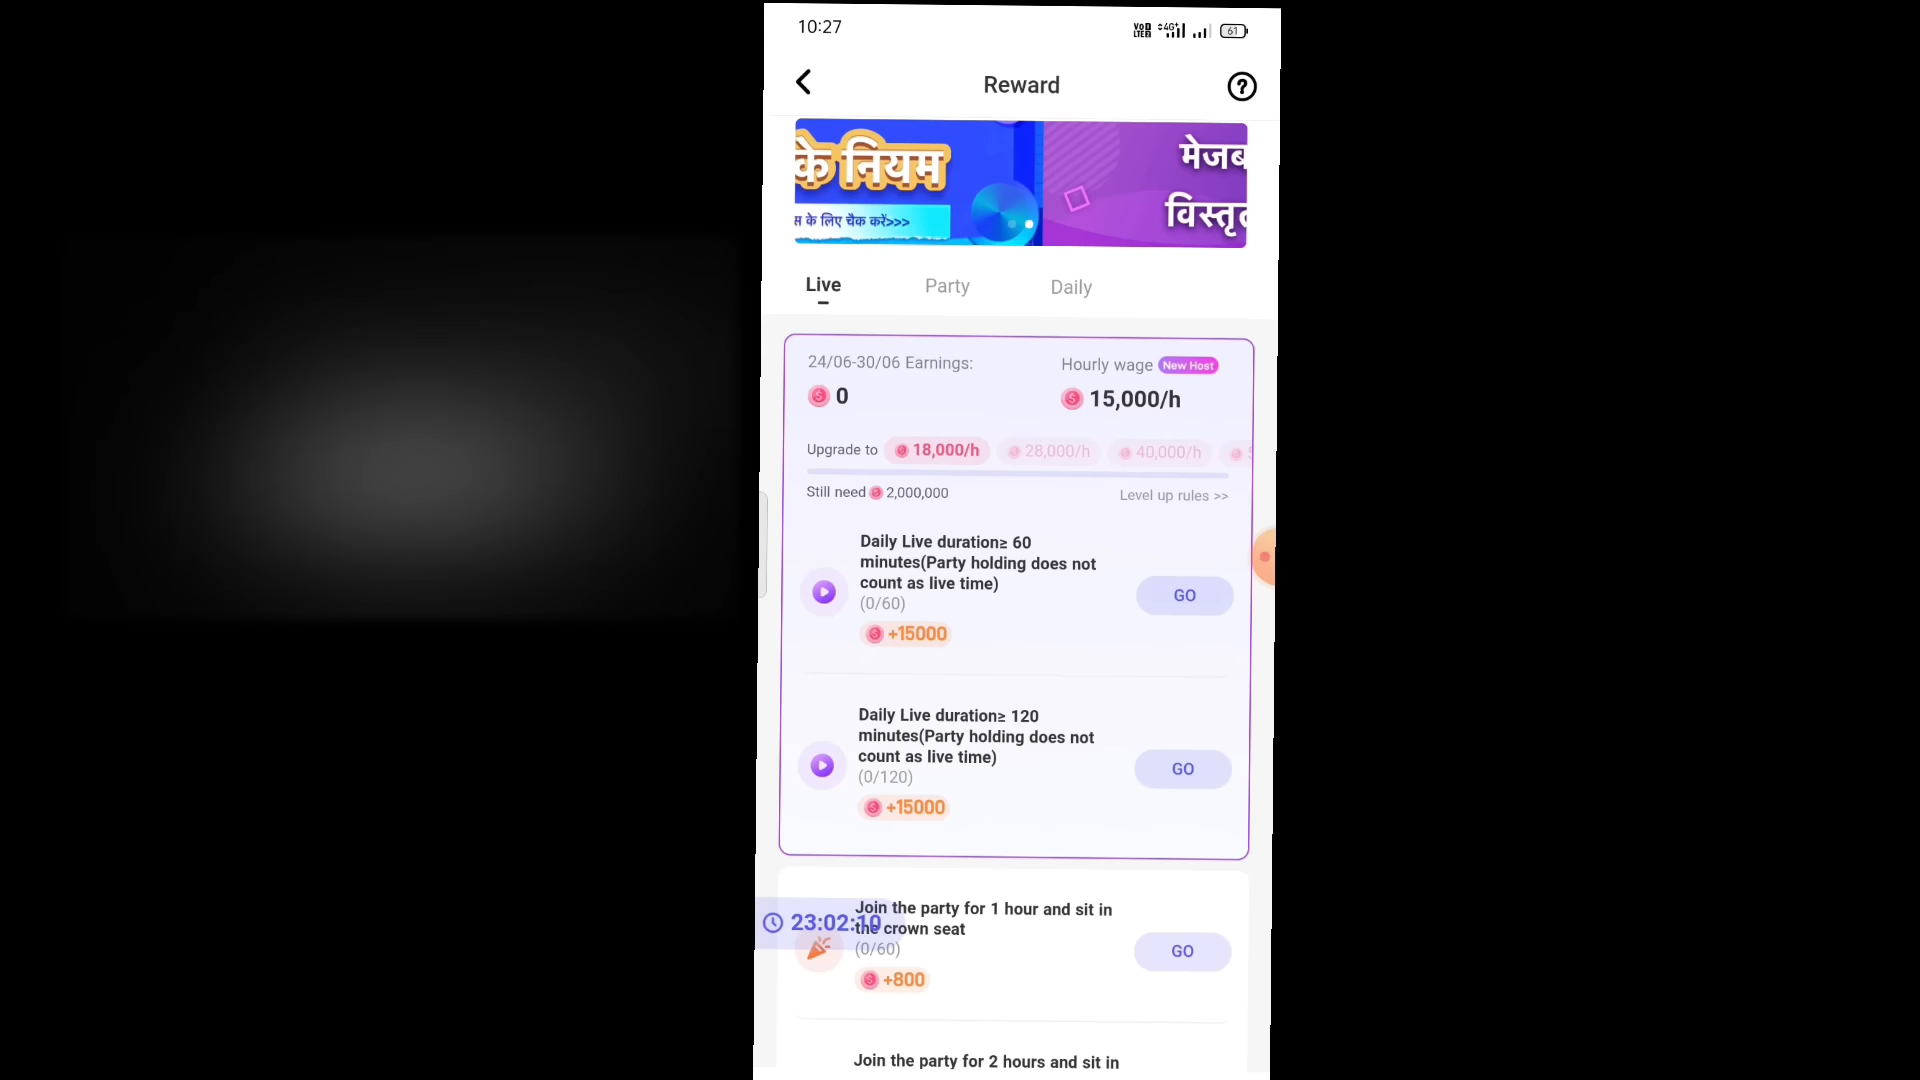 10:27
VoD
LTE2 4G+ 61
Reward
के नियम
के लिए चैक करें>>>
Live Party Daily
24/06-30/06 Earnings: Hourly wage New Host
0 15,000/h
Upgrade to 18,000/h 28,000/h 40,000/h
Still need 2,000,000 Level up rules >>
Daily Live duration≥ 60
minutes(Party holding does not
count as live time)
(0/60) GO
+15000
Daily Live duration≥ 120
minutes(Party holding does not
count as live time)
(0/120) GO
+15000
Join the party for 1 hour and sit in
23:02:10
the crown seat
(0/60) GO
+800
Join the party for 2 hours and sit in